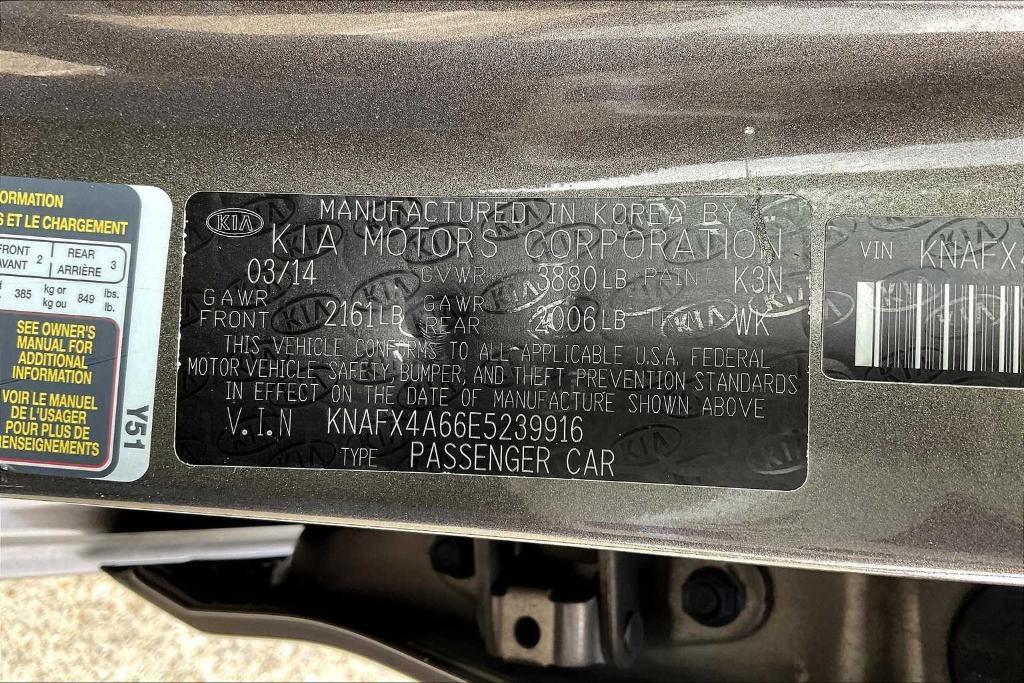 ORMATION
S ET LE CHARGEMENT
FRONT 2 REAR 3
AVANT ARRIÈRE
385 kg or 849 lbs.
kg ou lb.
SEE OWNER'S
MANUAL FOR
ADDITIONAL
INFORMATION
VOIR LE MANUEL
DE L'USAGER
POUR PLUS DE
RENSEIGNEMENTS
Y51
KIA MANUFACTURED IN KOREA BY
KIA MOTORS CORPORATION
03/14 GVWR 3880LB PAIN K3N
GAWR GAWR
FRONT 2161LB REAR 2006LB TR WK
THIS VEHICLE CONFRMS TO ALL APPLICABLE U.S.A. FEDERAL
MOTOR VEHICLE SAFETY, BUMPER, AND THEFT PREVENTION STANDARDS
IN EFFECT ON THE DATE OF MANUFACTURE SHOWN ABOVE
V.I.N KNAFX4A66E5239916
TYPE PASSENGER CAR
VIN KNAFX4